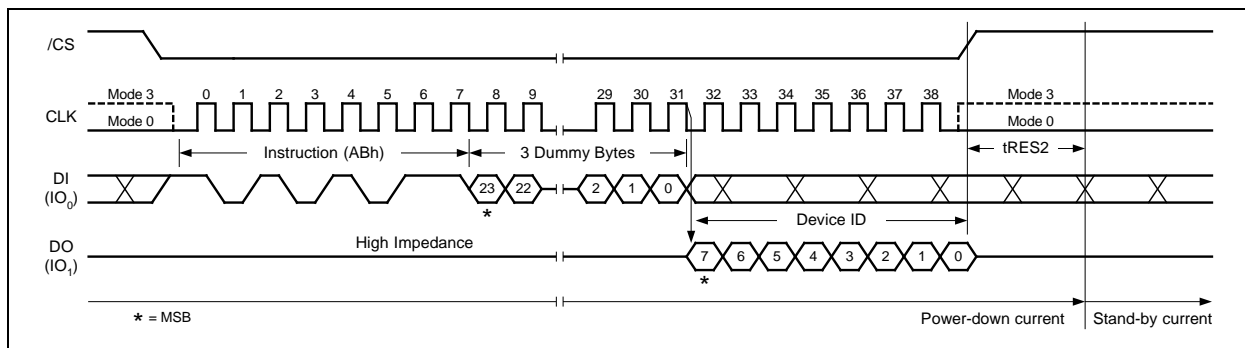 /CS
Mode 3 0 1 2 3 4 5 6 7 8 9 29 30 31 32 33 34 35 36 37 38 Mode 3
CLK
Mode 0 Mode 0
Instruction (ABh) 3 Dummy Bytes tRES2
DI
(IO0)
23 22 2 1 0
*
Device ID
High Impedance
DO
(IO1)
7 6 5 4 3 2 1 0
*
* = MSB
Power-down current Stand-by current